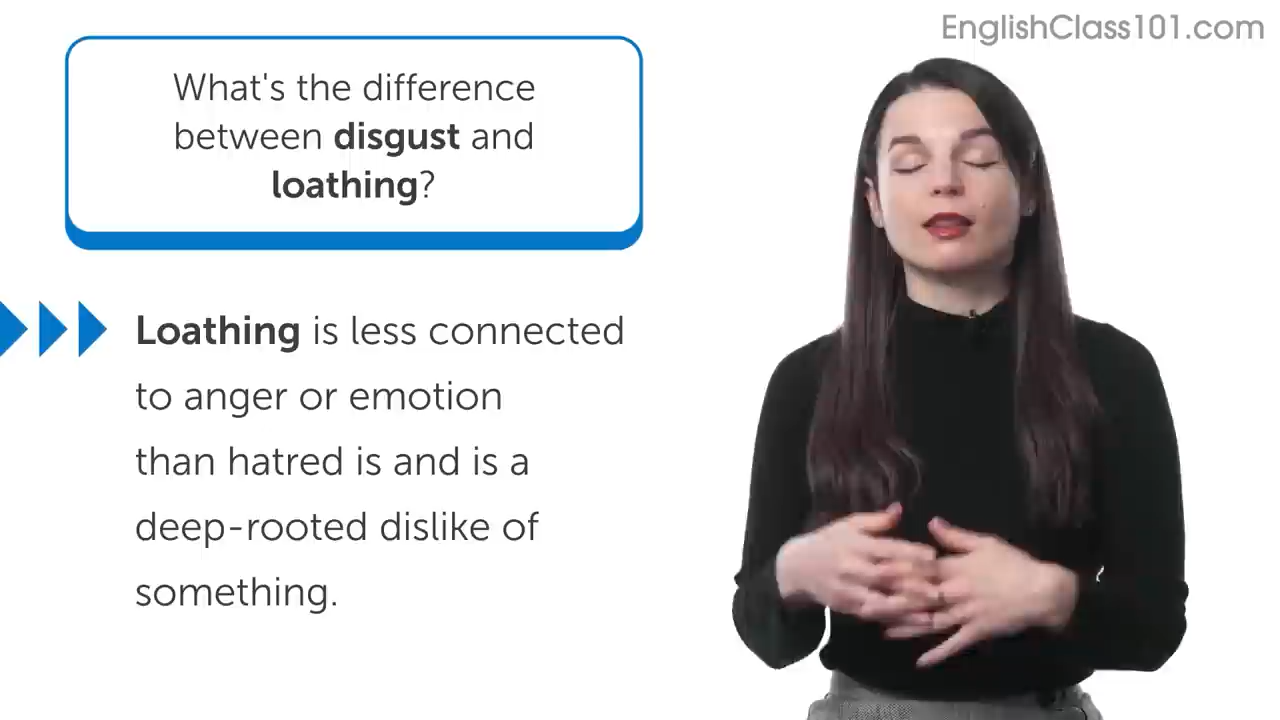 EnglishClass101.com
What's the difference
between disgust and
loathing?
Loathing is less connected
to anger or emotion
than hatred is and is a
deep-rooted dislike of
something.